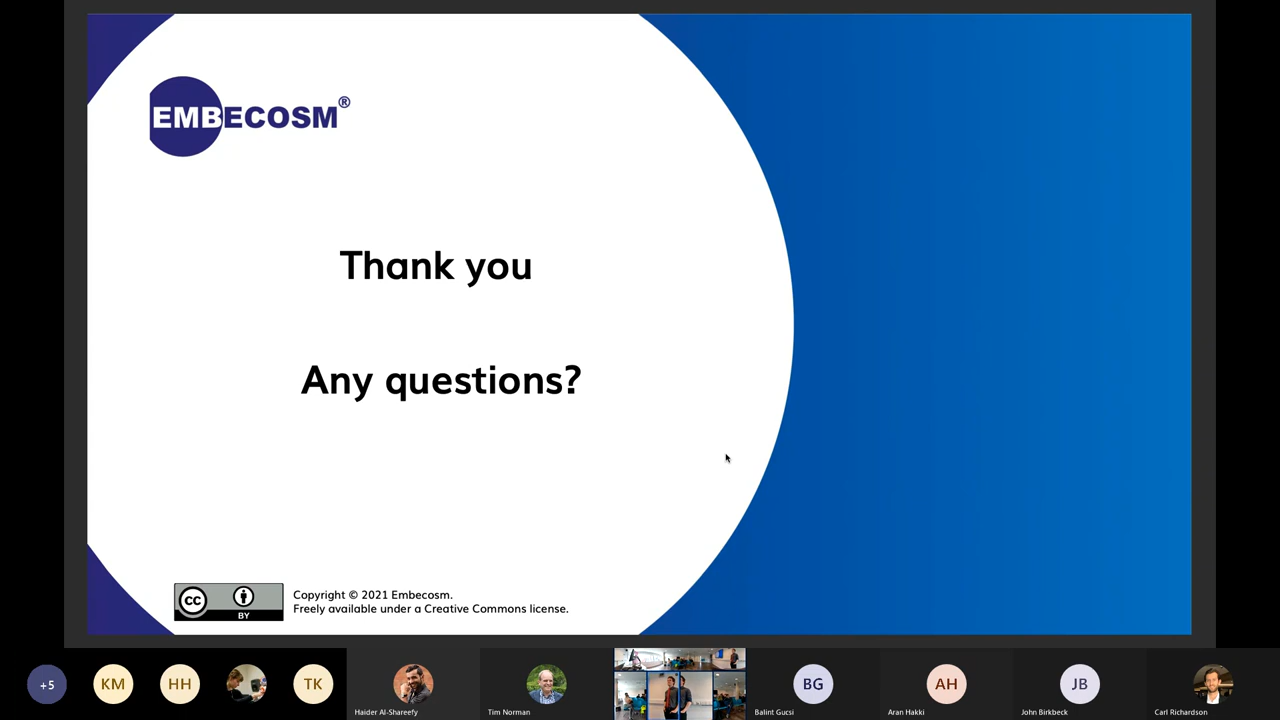 EMBECOSM®
Thank you
Any questions?
CC BY
Copyright © 2021 Embecosm.
Freely available under a Creative Commons license.
+5
KM
HH
TK
Haider Al-Shareefy
Tim Norman
BG
Balint Gucsi
AH
Aran Hakki
JB
John Birkbeck
Carl Richardson